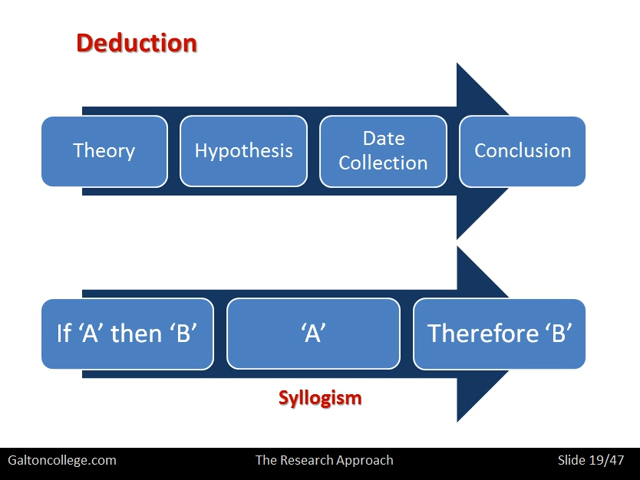 Deduction
Theory
Hypothesis
Date
Collection
Conclusion
If ‘A’ then ‘B’
‘A’
Therefore ‘B’
Syllogism
Galtoncollege.com
The Research Approach
Slide 19/47